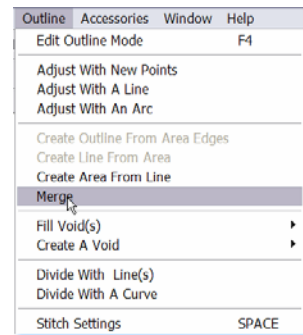 Outline Accessories Window Help
Edit Outline Mode F4
Adjust With New Points
Adjust With A Line
Adjust With An Arc
Create Outline From Area Edges
Create Line From Area
Create Area From Line
Merge
Fill Void(s)
Create A Void
Divide With Line(s)
Divide With A Curve
Stitch Settings SPACE